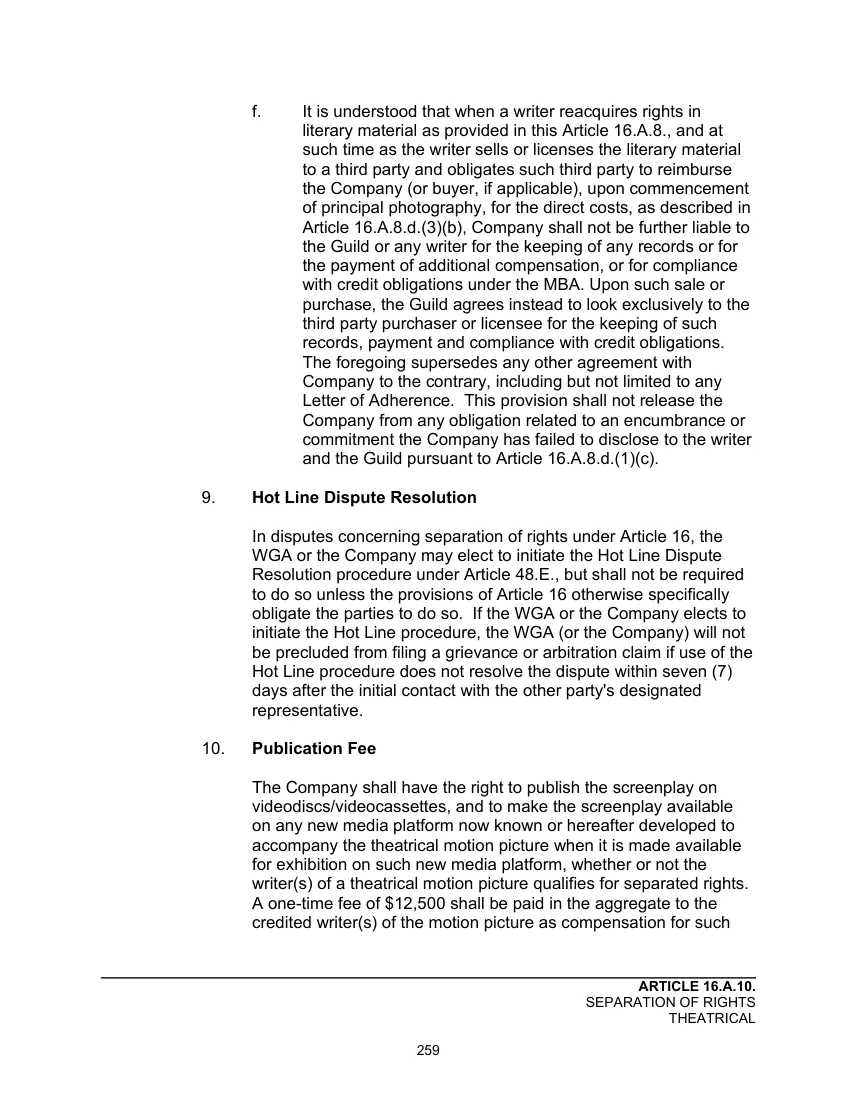 f. It is understood that when a writer reacquires rights in
literary material as provided in this Article 16.A.8., and at
such time as the writer sells or licenses the literary material
to a third party and obligates such third party to reimburse
the Company (or buyer, if applicable), upon commencement
of principal photography, for the direct costs, as described in
Article 16.A.8.d.(3)(b), Company shall not be further liable to
the Guild or any writer for the keeping of any records or for
the payment of additional compensation, or for compliance
with credit obligations under the MBA. Upon such sale or
purchase, the Guild agrees instead to look exclusively to the
third party purchaser or licensee for the keeping of such
records, payment and compliance with credit obligations.
The foregoing supersedes any other agreement with
Company to the contrary, including but not limited to any
Letter of Adherence.  This provision shall not release the
Company from any obligation related to an encumbrance or
commitment the Company has failed to disclose to the writer
and the Guild pursuant to Article 16.A.8.d.(1)(c).
9. Hot Line Dispute Resolution
In disputes concerning separation of rights under Article 16, the
WGA or the Company may elect to initiate the Hot Line Dispute
Resolution procedure under Article 48.E., but shall not be required
to do so unless the provisions of Article 16 otherwise specifically
obligate the parties to do so.  If the WGA or the Company elects to
initiate the Hot Line procedure, the WGA (or the Company) will not
be precluded from filing a grievance or arbitration claim if use of the
Hot Line procedure does not resolve the dispute within seven (7)
days after the initial contact with the other party's designated
representative.
10. Publication Fee
The Company shall have the right to publish the screenplay on
videodiscs/videocassettes, and to make the screenplay available
on any new media platform now known or hereafter developed to
accompany the theatrical motion picture when it is made available
for exhibition on such new media platform, whether or not the
writer(s) of a theatrical motion picture qualifies for separated rights.
A one-time fee of $12,500 shall be paid in the aggregate to the
credited writer(s) of the motion picture as compensation for such
ARTICLE 16.A.10.
SEPARATION OF RIGHTS
THEATRICAL
259